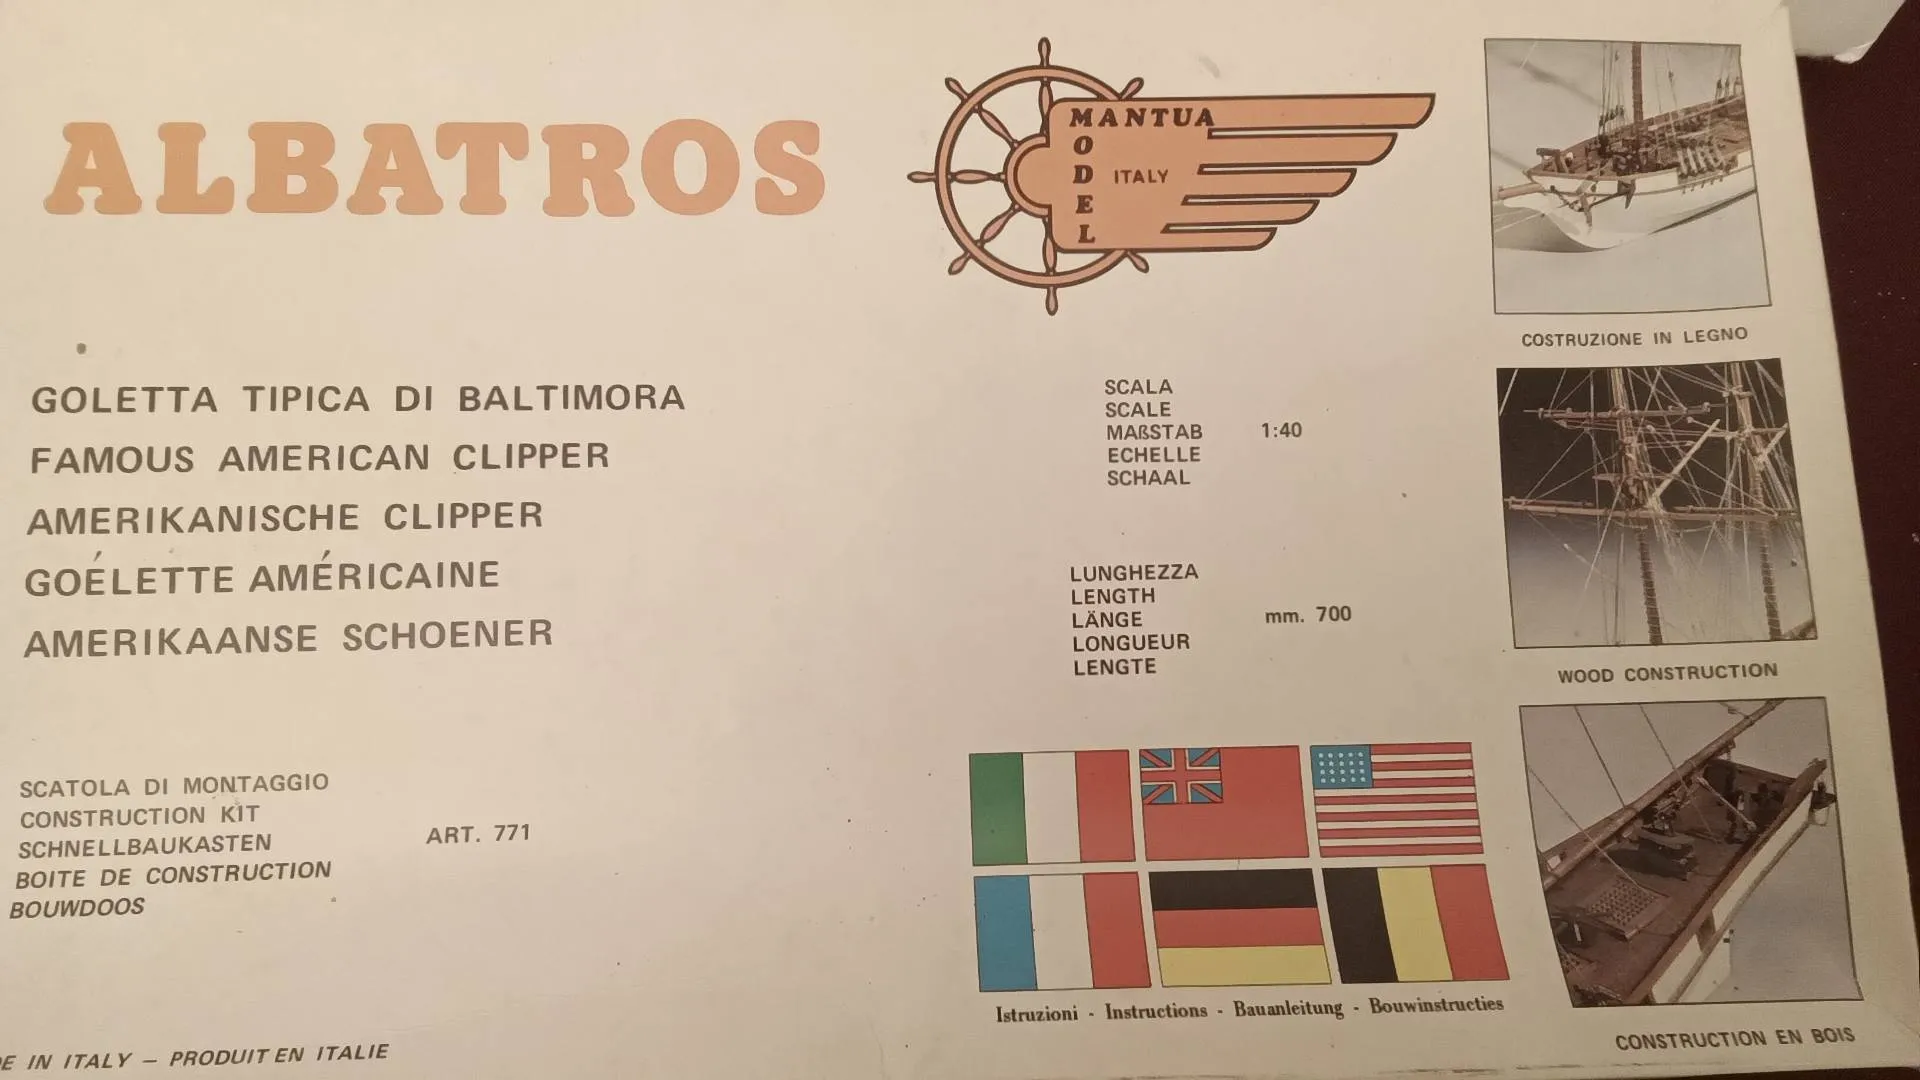 ALBATROS
MANTUA
MODEL
ITALY
GOLETTA TIPICA DI BALTIMORA
FAMOUS AMERICAN CLIPPER
AMERIKANISCHE CLIPPER
GOÉLETTE AMÉRICAINE
AMERIKAANSE SCHOENER
SCALA
SCALE
MAßSTAB 1:40
ECHELLE
SCHAAL
LUNGHEZZA
LENGTH
LÄNGE mm. 700
LONGUEUR
LENGTE
SCATOLA DI MONTAGGIO
CONSTRUCTION KIT
SCHNELLBAUKASTEN ART. 771
BOITE DE CONSTRUCTION
BOUWDOOS
Istruzioni - Instructions - Bauanleitung - Bouwinstructies
DE IN ITALY – PRODUIT EN ITALIE
COSTRUZIONE IN LEGNO
WOOD CONSTRUCTION
CONSTRUCTION EN BOIS